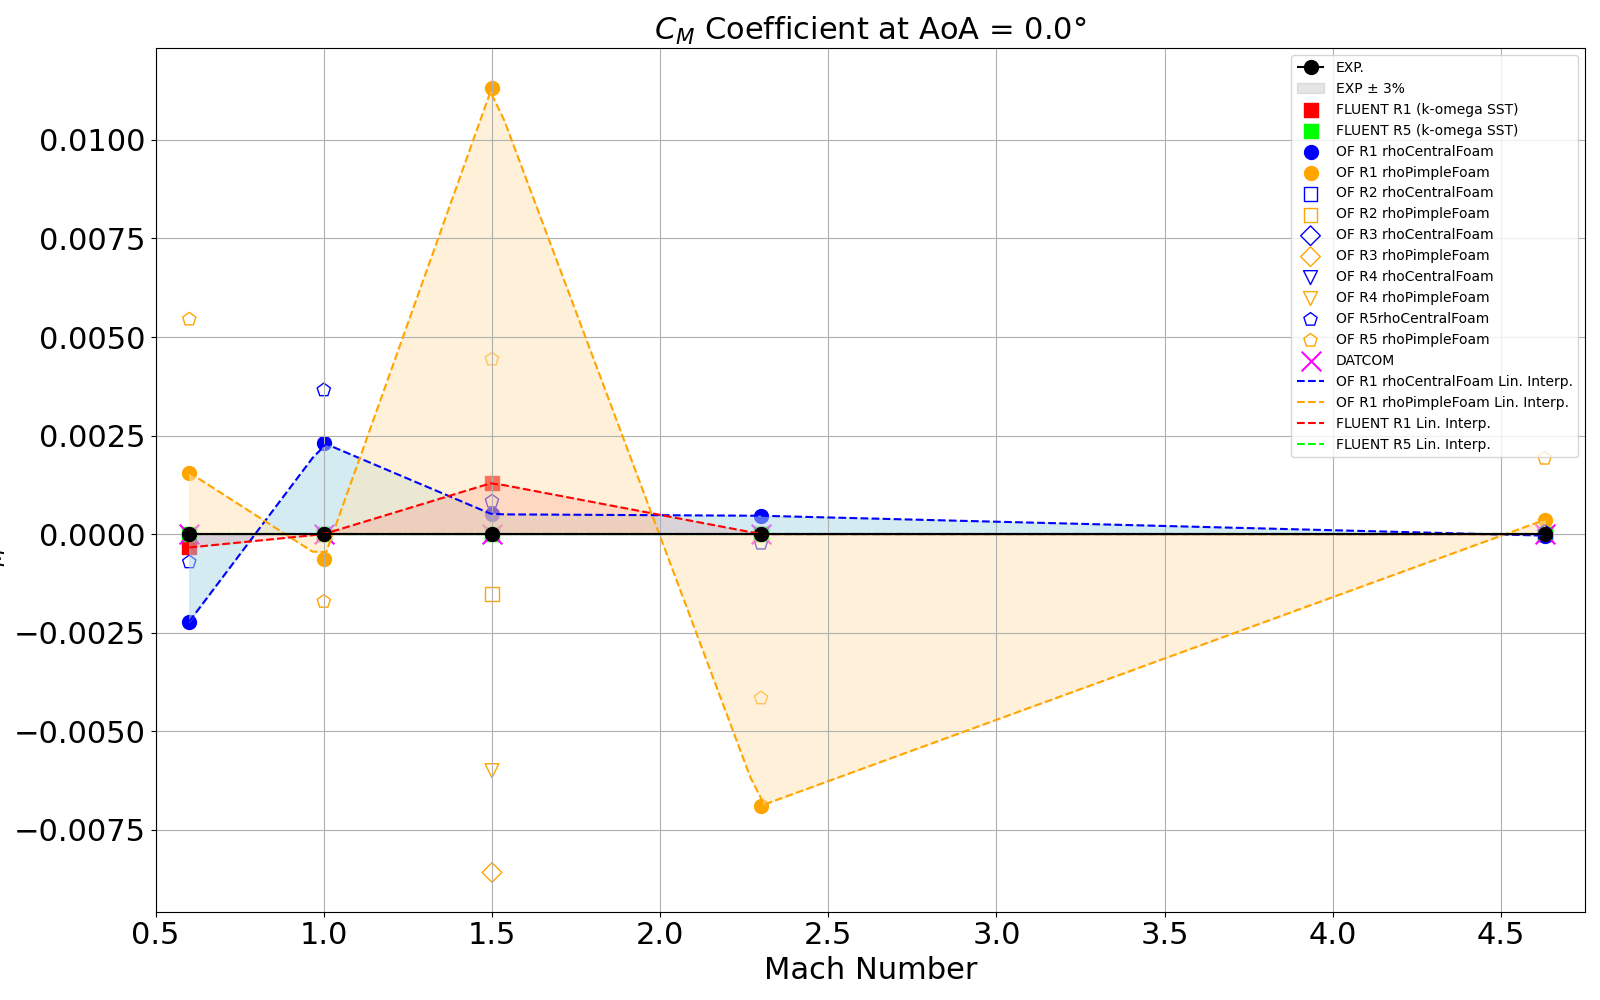 C_M Coefficient at AoA = 0.0°
EXP.
EXP ± 3%
FLUENT R1 (k-omega SST)
FLUENT R5 (k-omega SST)
OF R1 rhoCentralFoam
OF R1 rhoPimpleFoam
OF R2 rhoCentralFoam
OF R2 rhoPimpleFoam
OF R3 rhoCentralFoam
OF R3 rhoPimpleFoam
OF R4 rhoCentralFoam
OF R4 rhoPimpleFoam
OF R5rhoCentralFoam
OF R5 rhoPimpleFoam
DATCOM
OF R1 rhoCentralFoam Lin. Interp.
OF R1 rhoPimpleFoam Lin. Interp.
FLUENT R1 Lin. Interp.
FLUENT R5 Lin. Interp.
0.0100
0.0075
0.0050
0.0025
0.0000
−0.0025
−0.0050
−0.0075
0.5 1.0 1.5 2.0 2.5 3.0 3.5 4.0 4.5
Mach Number